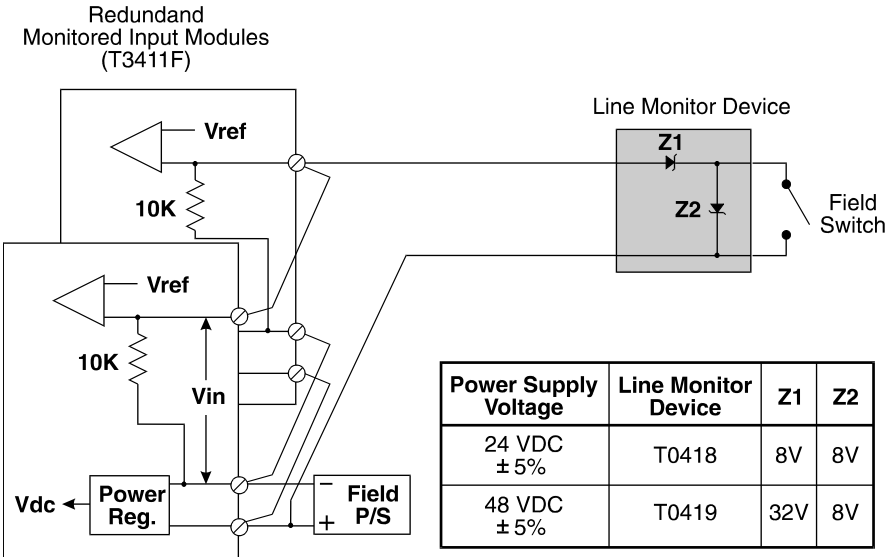 Redundand
Monitored Input Modules
(T3411F)
Line Monitor Device
Vref
Z1
10K
Z2
Field
Switch
Vref
10K
Vin
Vdc
Power
Reg.
−
+
Field
P/S
Power Supply Voltage | Line Monitor Device | Z1 | Z2
24 VDC ± 5% | T0418 | 8V | 8V
48 VDC ± 5% | T0419 | 32V | 8V